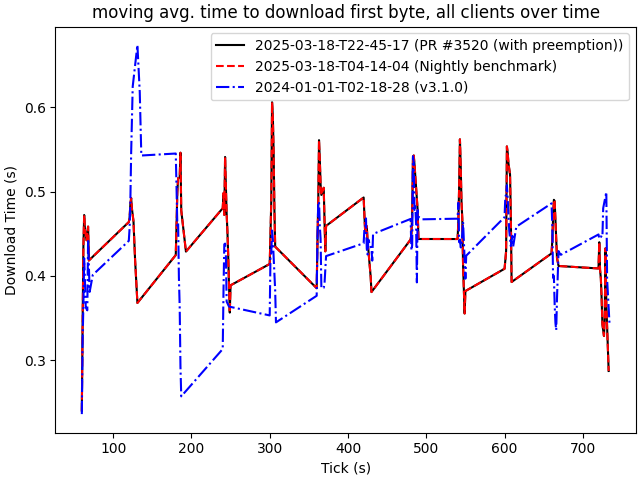 moving avg. time to download first byte, all clients over time
2025-03-18-T22-45-17 (PR #3520 (with preemption))
2025-03-18-T04-14-04 (Nightly benchmark)
2024-01-01-T02-18-28 (v3.1.0)
Download Time (s)
0.6
0.5
0.4
0.3
100 200 300 400 500 600 700
Tick (s)